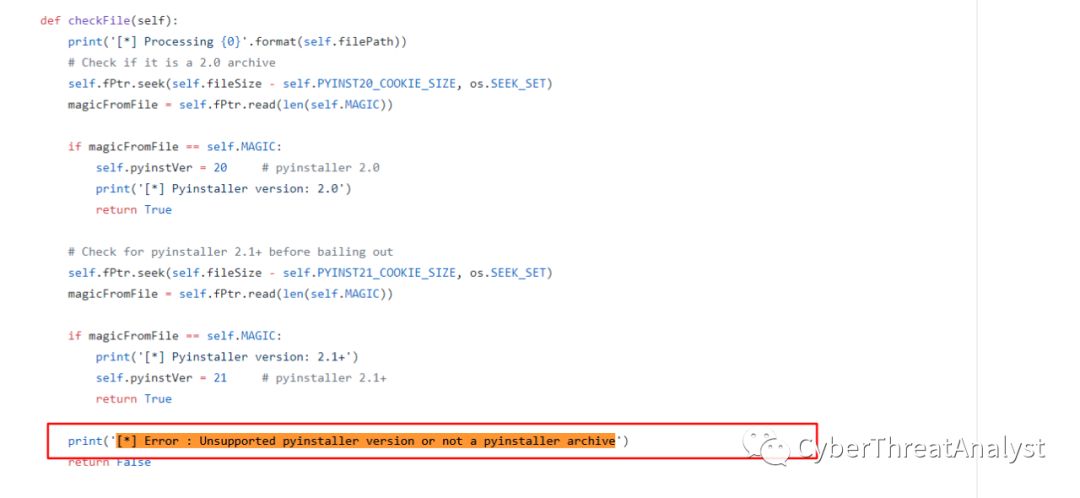 def checkFile(self):
    print('[*] Processing {0}'.format(self.filePath))
    # Check if it is a 2.0 archive
    self.fPtr.seek(self.fileSize - self.PYINST20_COOKIE_SIZE, os.SEEK_SET)
    magicFromFile = self.fPtr.read(len(self.MAGIC))
    if magicFromFile == self.MAGIC:
        self.pyinstVer = 20     # pyinstaller 2.0
        print('[*] Pyinstaller version: 2.0')
        return True
    # Check for pyinstaller 2.1+ before bailing out
    self.fPtr.seek(self.fileSize - self.PYINST21_COOKIE_SIZE, os.SEEK_SET)
    magicFromFile = self.fPtr.read(len(self.MAGIC))
    if magicFromFile == self.MAGIC:
        print('[*] Pyinstaller version: 2.1+')
        self.pyinstVer = 21     # pyinstaller 2.1+
        return True
    print('[*] Error : Unsupported pyinstaller version or not a pyinstaller archive')
CyberThreatAnalyst
    return False